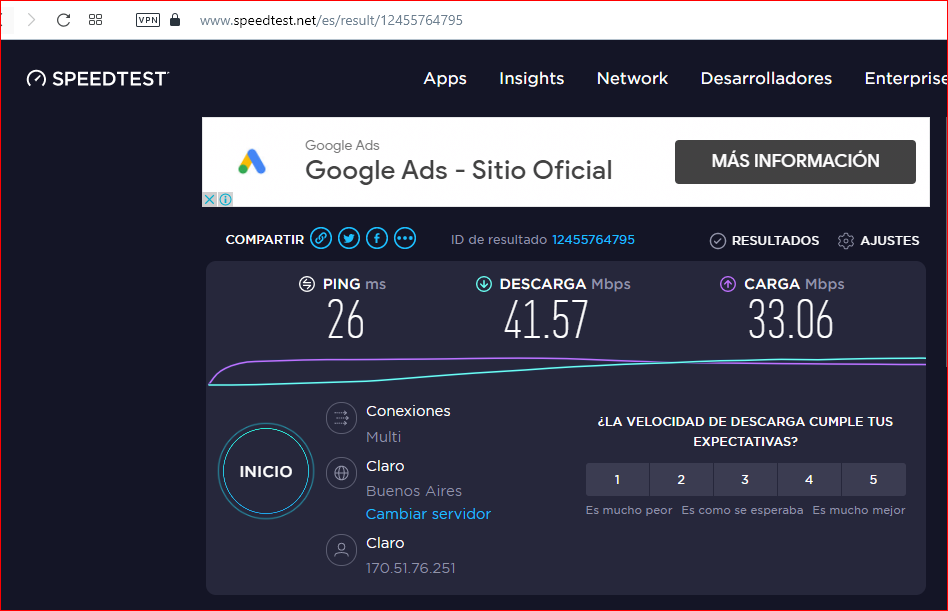 VPN www.speedtest.net/es/result/12455764795
SPEEDTEST Apps Insights Network Desarrolladores Enterprise
Google Ads
Google Ads - Sitio Oficial
MÁS INFORMACIÓN
COMPARTIR ID de resultado 12455764795 RESULTADOS AJUSTES
PING ms DESCARGA Mbps CARGA Mbps
26 41.57 33.06
INICIO
Conexiones
Multi
Claro
Buenos Aires
Cambiar servidor
Claro
170.51.76.251
¿LA VELOCIDAD DE DESCARGA CUMPLE TUS
EXPECTATIVAS?
1 2 3 4 5
Es mucho peor Es como se esperaba Es mucho mejor